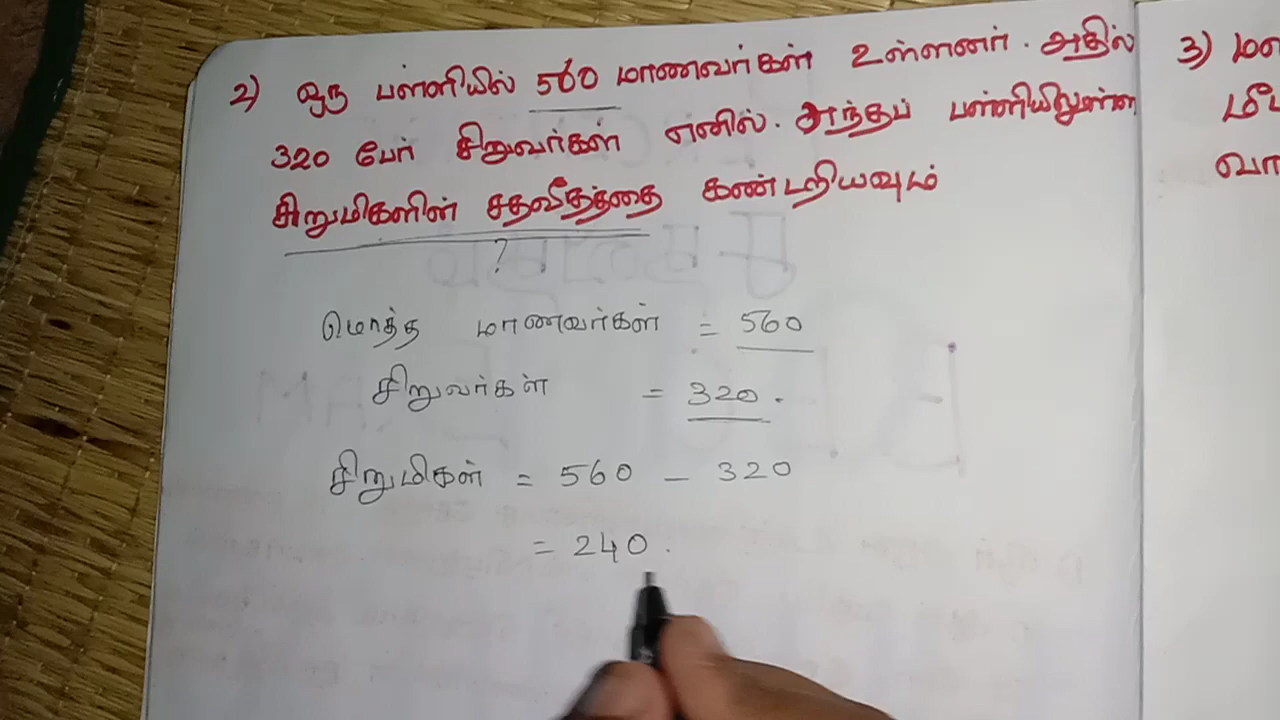 2) ஒரு பள்ளியில் 560 மாணவர்கள் உள்ளனர். அதில்
320 பேர் சிறுவர்கள் எனில். அந்தப் பள்ளியிலுள்ள
சிறுமிகளின் சதவீதத்தை கண்டறியவும்
?
மொத்த மாணவர்கள் = 560
சிறுவர்கள் = 320.
சிறுமிகள் = 560 - 320
= 240.
3)